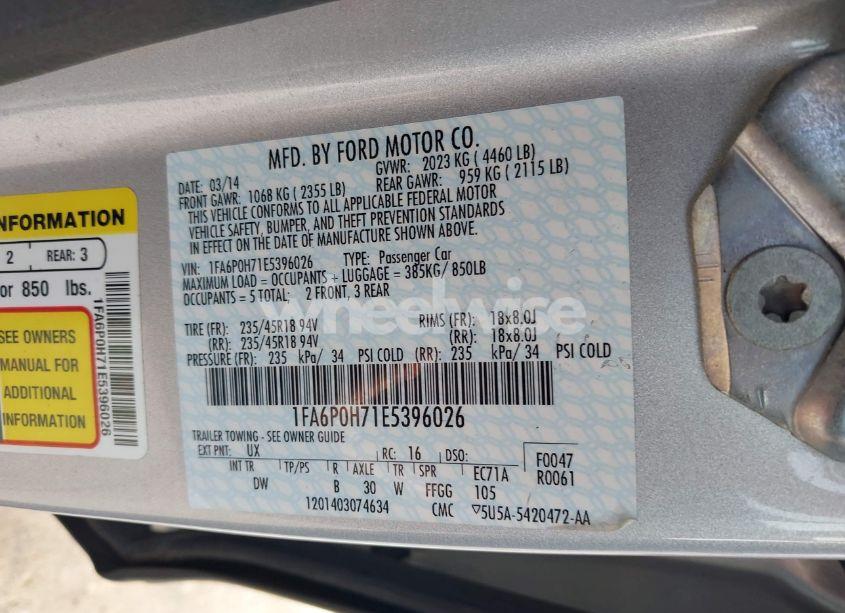 MFD. BY FORD MOTOR CO.
DATE: 03/14 GVWR: 2023 KG ( 4460 LB)
FRONT GAWR: 1068 KG ( 2355 LB) REAR GAWR: 959 KG ( 2115 LB)
THIS VEHICLE CONFORMS TO ALL APPLICABLE FEDERAL MOTOR
VEHICLE SAFETY, BUMPER, AND THEFT PREVENTION STANDARDS
IN EFFECT ON THE DATE OF MANUFACTURE SHOWN ABOVE.
VIN: 1FA6P0H71E5396026 TYPE: Passenger Car
MAXIMUM LOAD = OCCUPANTS + LUGGAGE = 385KG/ 850LB
OCCUPANTS = 5 TOTAL; 2 FRONT, 3 REAR
wheelwise
TIRE (FR): 235/45R18 94V RIMS (FR): 18x8.0J
(RR): 235/45R18 94V (RR): 18x8.0J
PRESSURE (FR): 235 kPa/ 34 PSI COLD (RR): 235 kPa/ 34 PSI COLD
1FA6P0H71E5396026
TRAILER TOWING - SEE OWNER GUIDE
EXT PNT: UX RC: 16 DSO: F0047
INT TR TP/PS R AXLE TR SPR EC71A R0061
DW B 30 W FFGG 105
1201403074634 CMC ▽5U5A-5420472-AA
INFORMATION
2 REAR: 3
or 850 lbs.
SEE OWNERS
MANUAL FOR
ADDITIONAL
INFORMATION
1FA6P0H71E5396026